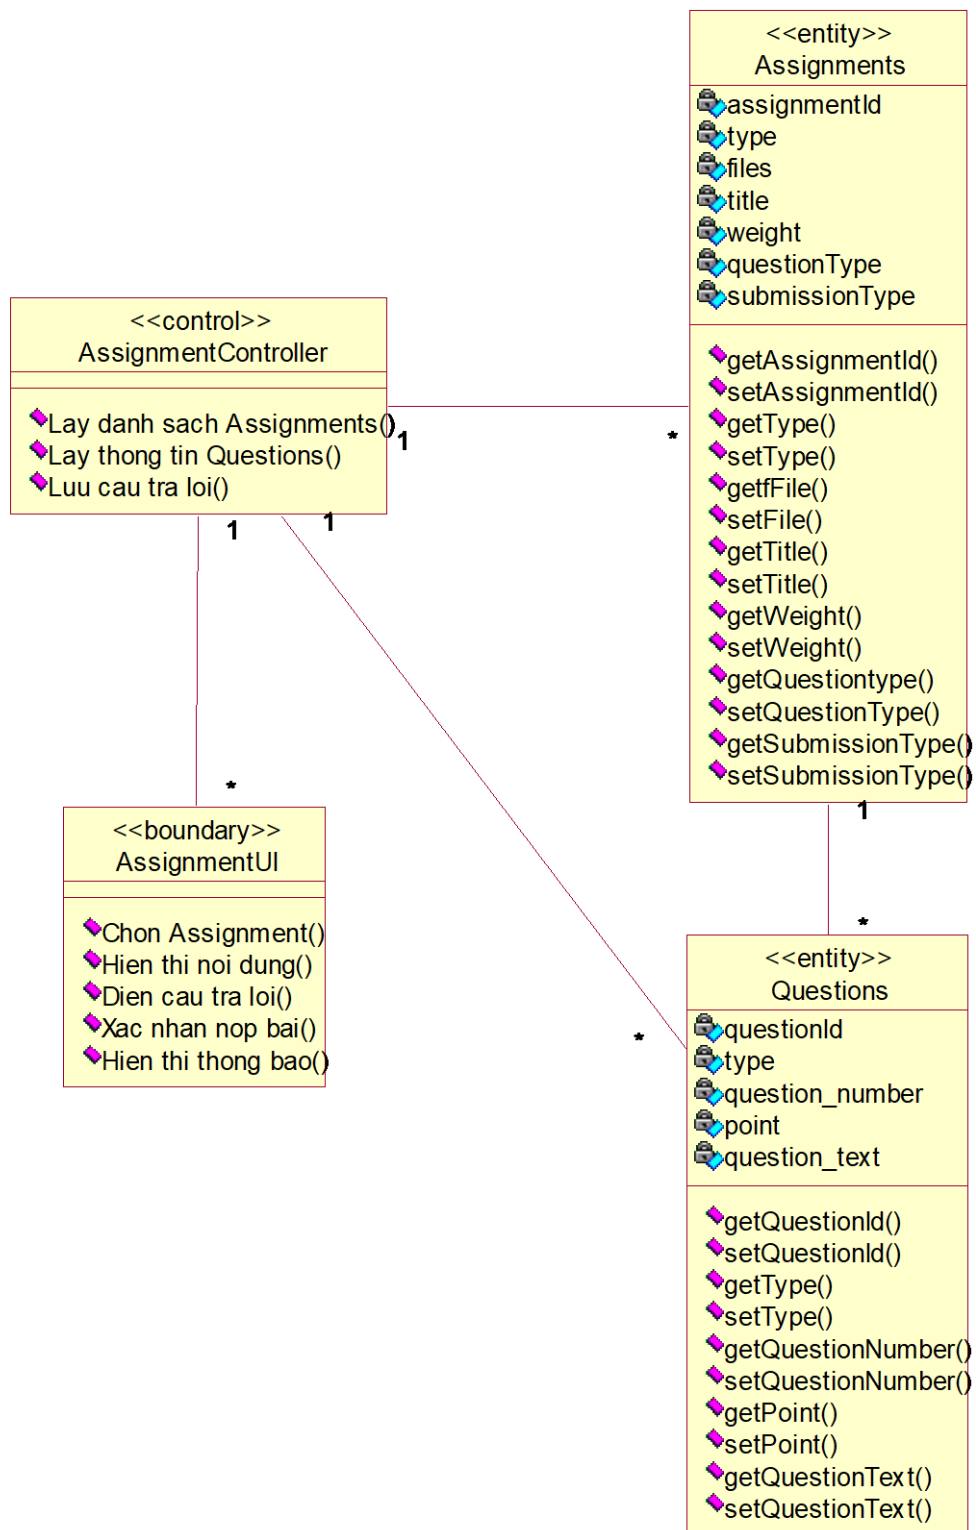 <<entity>>
Assignments
assignmentId
type
files
title
weight
questionType
submissionType
getAssignmentId()
setAssignmentId()
getType()
setType()
getfFile()
setFile()
getTitle()
setTitle()
getWeight()
setWeight()
getQuestiontype()
setQuestionType()
getSubmissionType()
setSubmissionType()
<<control>>
AssignmentController
Lay danh sach Assignments()
Lay thong tin Questions()
Luu cau tra loi()
1
*
1
1
*
<<boundary>>
AssignmentUI
Chon Assignment()
Hien thi noi dung()
Dien cau tra loi()
Xac nhan nop bai()
Hien thi thong bao()
1
*
*
<<entity>>
Questions
questionId
type
question_number
point
question_text
getQuestionId()
setQuestionId()
getType()
setType()
getQuestionNumber()
setQuestionNumber()
getPoint()
setPoint()
getQuestionText()
setQuestionText()